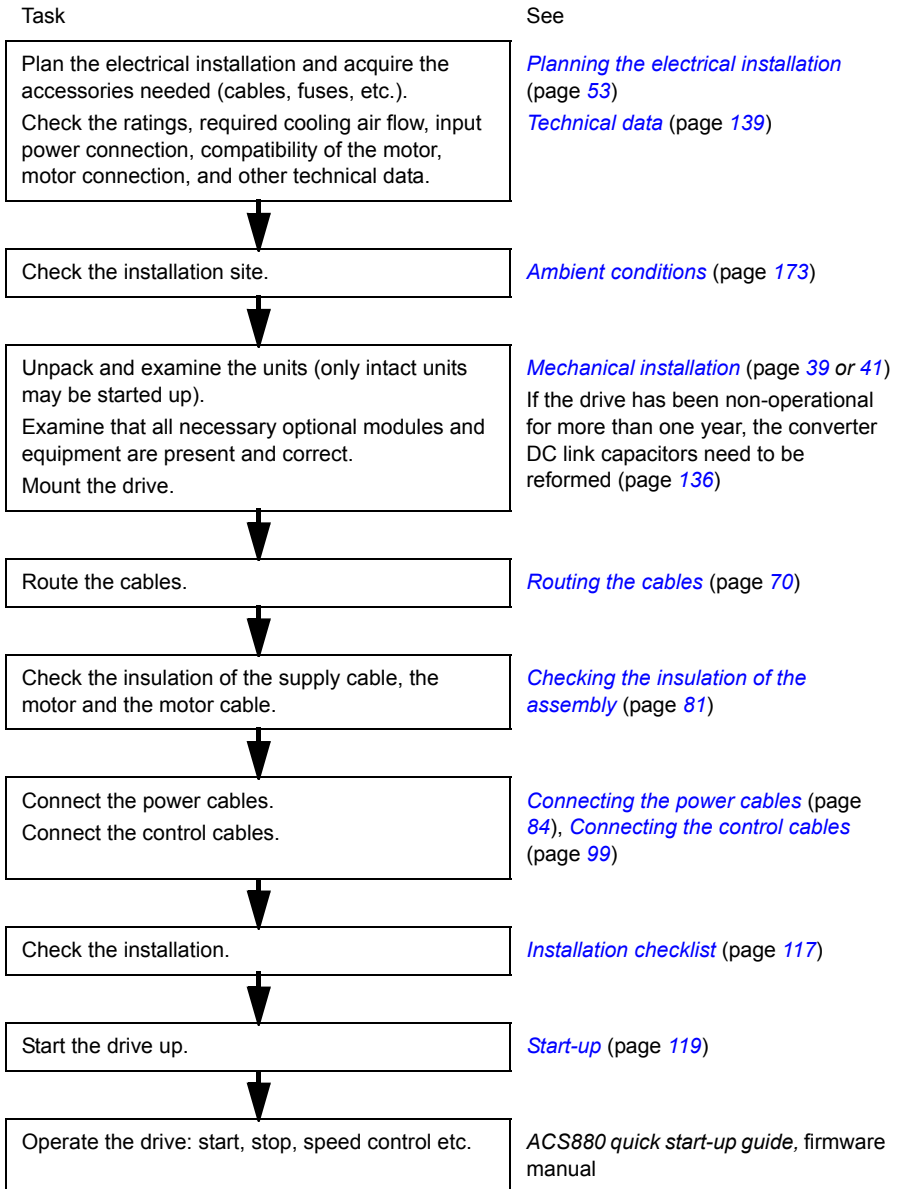 Task
See
Plan the electrical installation and acquire the
accessories needed (cables, fuses, etc.).
Check the ratings, required cooling air flow, input
power connection, compatibility of the motor,
motor connection, and other technical data.
Planning the electrical installation
(page 53)
Technical data (page 139)
Check the installation site.
Ambient conditions (page 173)
Unpack and examine the units (only intact units
may be started up).
Examine that all necessary optional modules and
equipment are present and correct.
Mount the drive.
Mechanical installation (page 39 or 41)
If the drive has been non-operational
for more than one year, the converter
DC link capacitors need to be
reformed (page 136)
Route the cables.
Routing the cables (page 70)
Check the insulation of the supply cable, the
motor and the motor cable.
Checking the insulation of the
assembly (page 81)
Connect the power cables.
Connect the control cables.
Connecting the power cables (page
84), Connecting the control cables
(page 99)
Check the installation.
Installation checklist (page 117)
Start the drive up.
Start-up (page 119)
Operate the drive: start, stop, speed control etc.
ACS880 quick start-up guide, firmware
manual